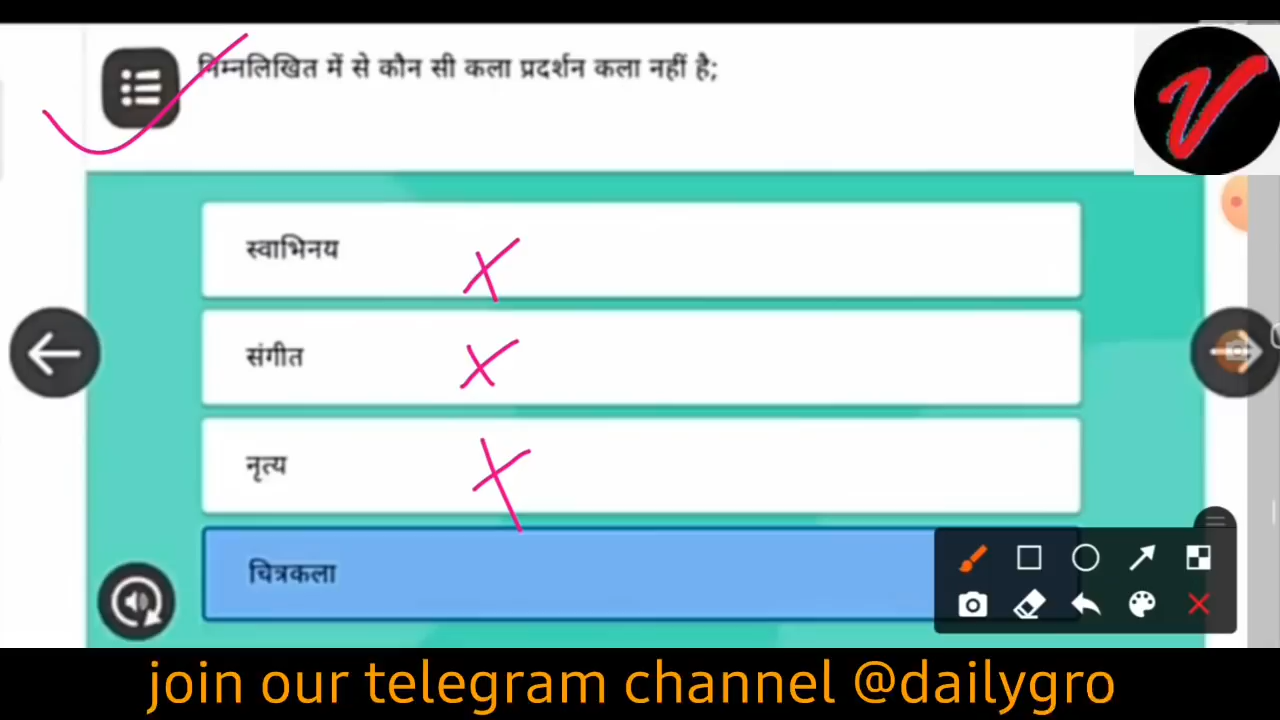 निम्नलिखित में से कौन सी कला प्रदर्शन कला नहीं है;
V
स्वाभिनय
संगीत
नृत्य
चित्रकला
join our telegram channel @dailygro